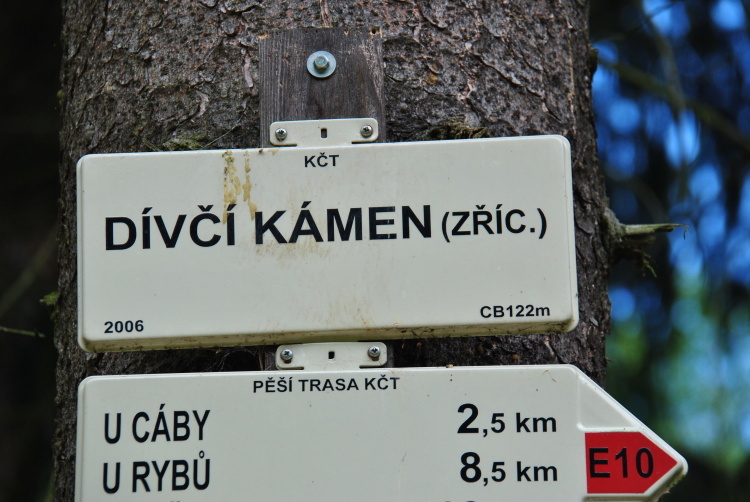 KČT
DÍVČÍ KÁMEN (ZŘÍC.)
2006 CB122m
PĚŠÍ TRASA KČT
U CÁBY 2,5 km
U RYBŮ 8,5 km
E10